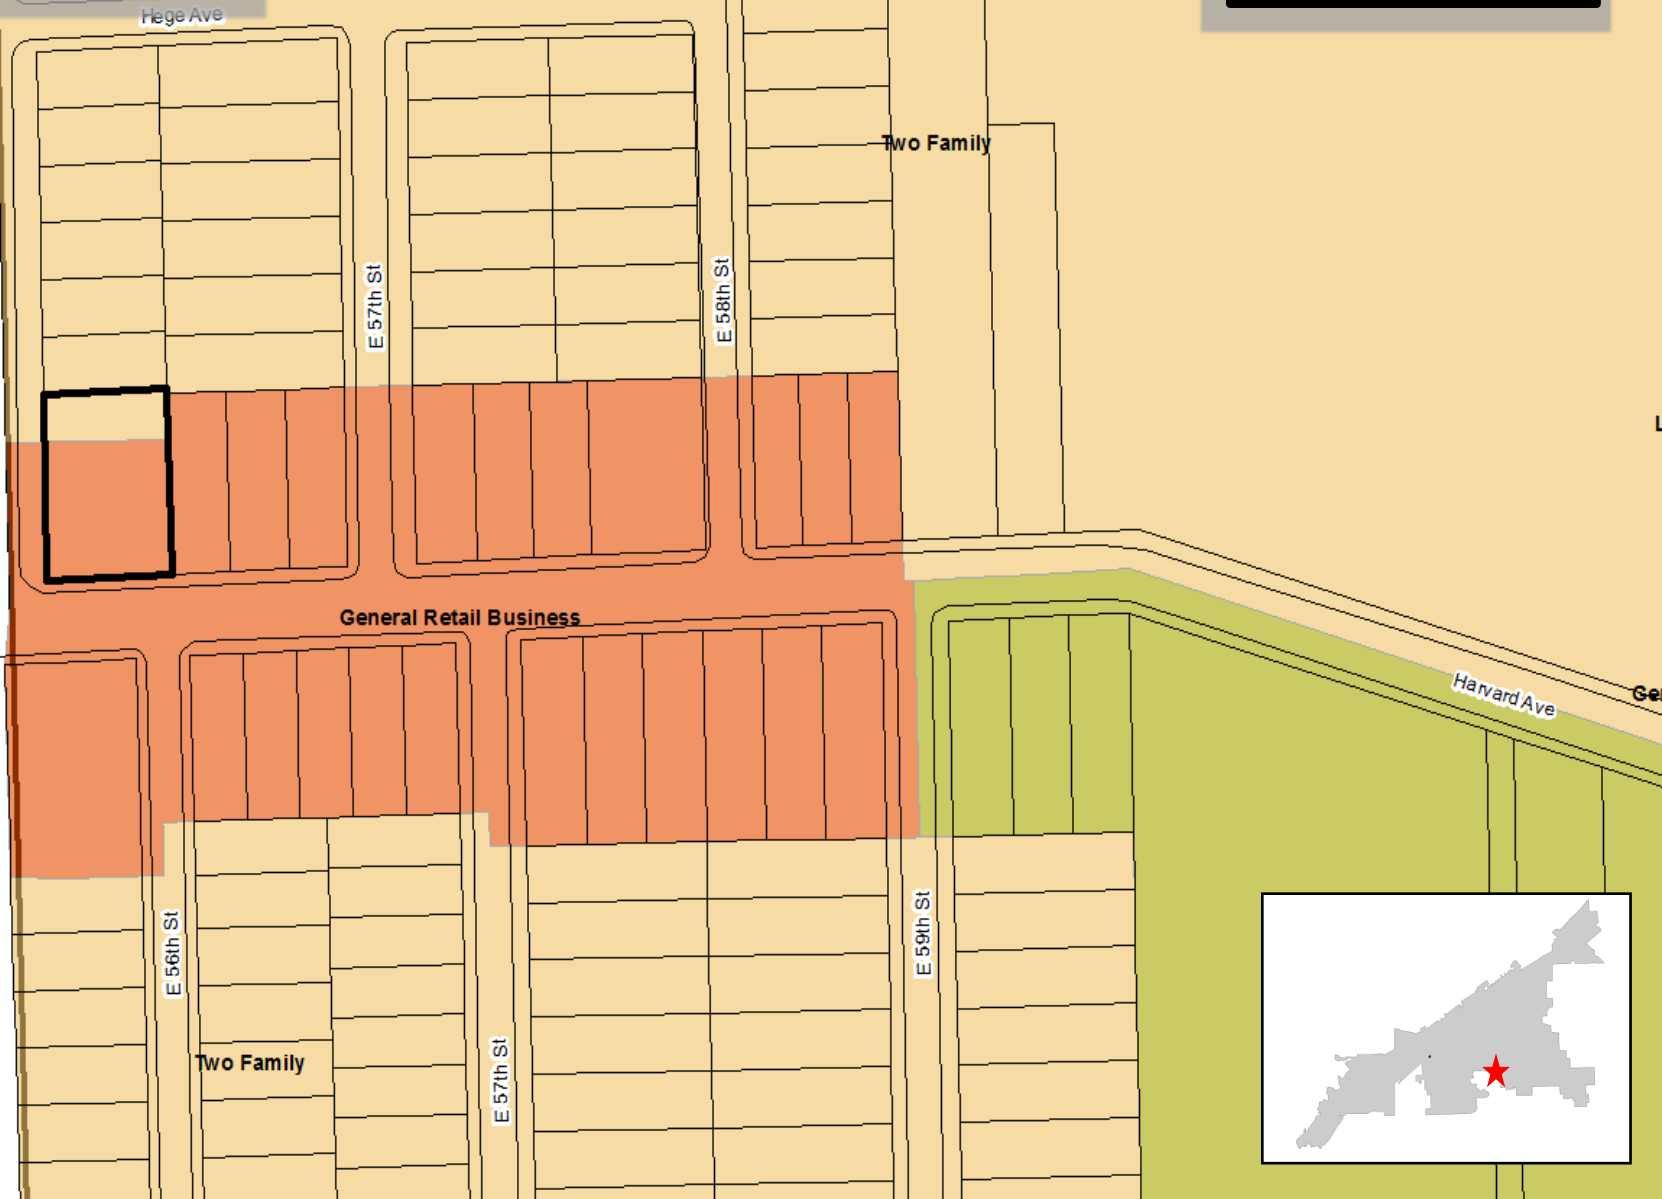 Hege Ave
Two Family
E 57th St
E 58th St
General Retail Business
Harvard Ave
E 56th St
E 59th St
E 57th St
Two Family